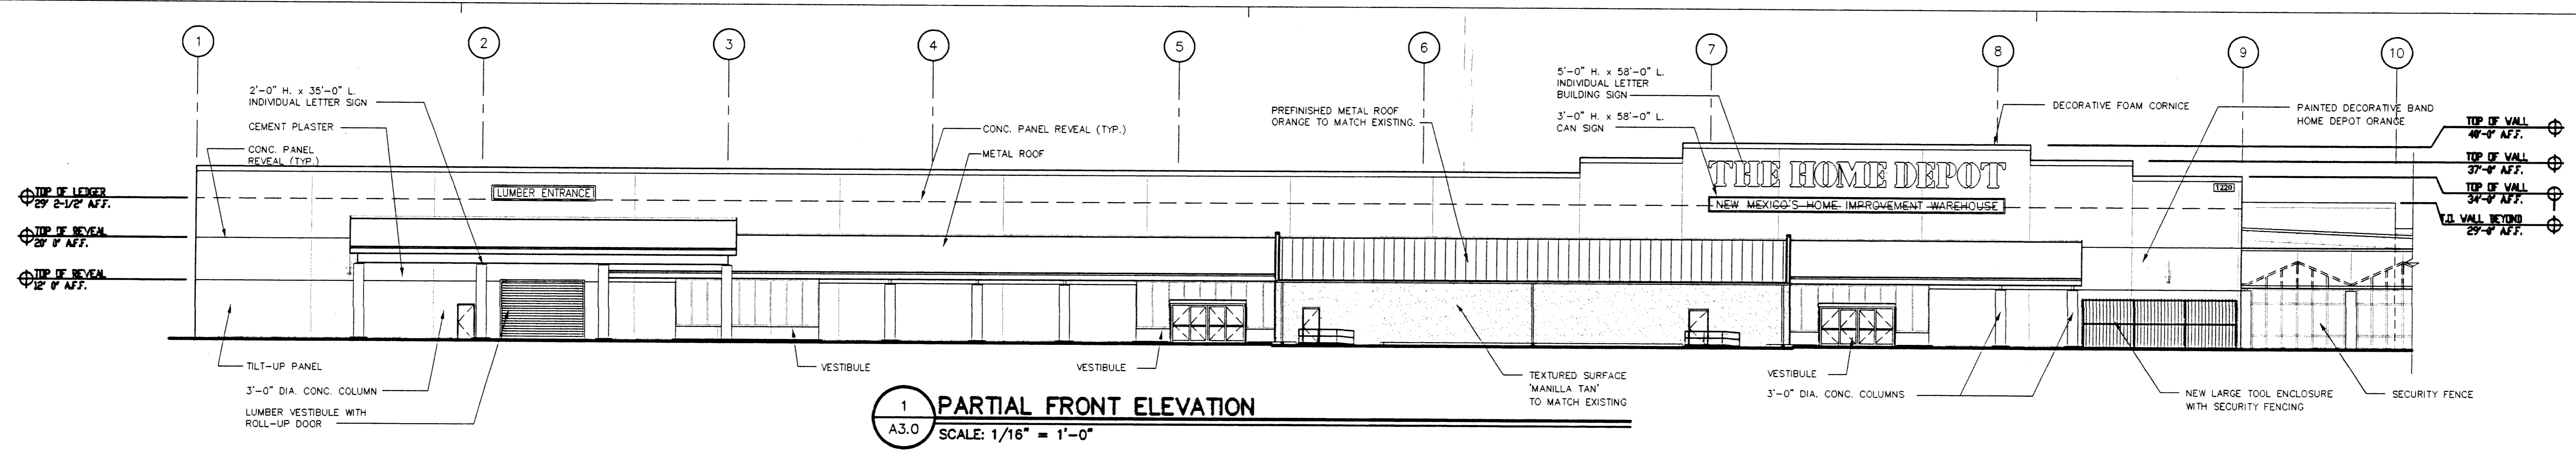 1
2
3
4
5
6
7
8
9
10
2'-0" H. x 35'-0" L.
INDIVIDUAL LETTER SIGN
CEMENT PLASTER
CONC. PANEL
REVEAL (TYP.)
CONC. PANEL REVEAL (TYP.)
METAL ROOF
PREFINISHED METAL ROOF
ORANGE TO MATCH EXISTING.
5'-0" H. x 58'-0" L.
INDIVIDUAL LETTER
BUILDING SIGN
3'-0" H. x 58'-0" L.
CAN SIGN
DECORATIVE FOAM CORNICE
PAINTED DECORATIVE BAND
HOME DEPOT ORANGE
TOP OF WALL
40'-0" A.F.F.
TOP OF WALL
37'-0" A.F.F.
TOP OF WALL
34'-0" A.F.F.
T.O. WALL BEYOND
29'-0" A.F.F.
TOP OF LEDGER
29' 2-1/2" A.F.F.
TOP OF REVEAL
20' 0" A.F.F.
TOP OF REVEAL
12' 0" A.F.F.
LUMBER ENTRANCE
THE HOME DEPOT
NEW MEXICO'S HOME IMPROVEMENT WAREHOUSE
1220
TILT-UP PANEL
3'-0" DIA. CONC. COLUMN
LUMBER VESTIBULE WITH
ROLL-UP DOOR
VESTIBULE
VESTIBULE
TEXTURED SURFACE
'MANILLA TAN'
TO MATCH EXISTING
VESTIBULE
3'-0" DIA. CONC. COLUMNS
NEW LARGE TOOL ENCLOSURE
WITH SECURITY FENCING
SECURITY FENCE
1
A3.0
PARTIAL FRONT ELEVATION
SCALE: 1/16" = 1'-0"